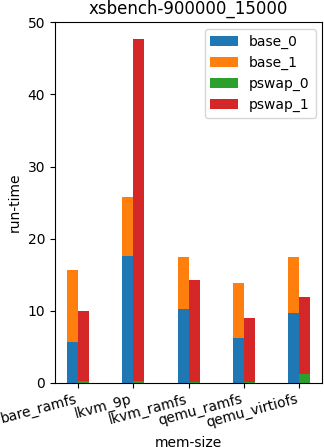 xsbench-900000_15000
base_0
base_1
pswap_0
pswap_1
run-time
50
40
30
20
10
0
bare_ramfs
lkvm_9p
lkvm_ramfs
qemu_ramfs
qemu_virtiofs
mem-size